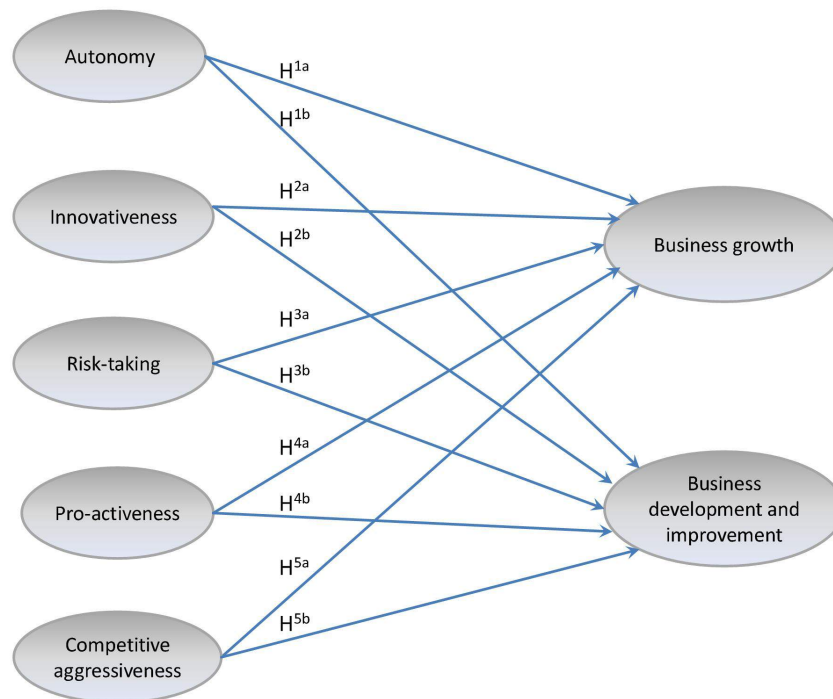 Autonomy
H1a
H1b
Innovativeness
H2a
H2b
Business growth
Risk-taking
H3a
H3b
Pro-activeness
H4a
H4b
Business
development and
improvement
Competitive
aggressiveness
H5a
H5b